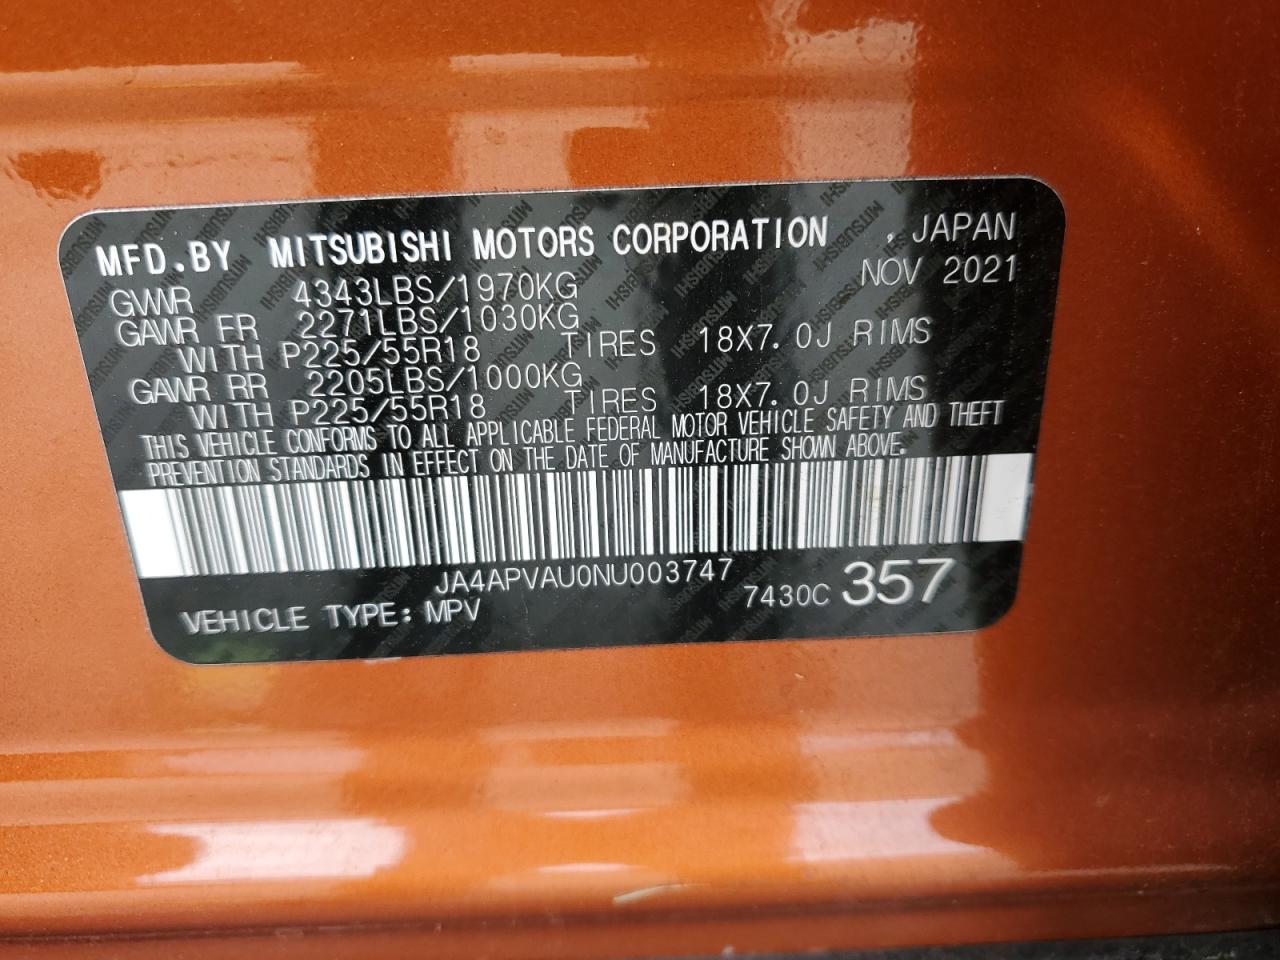 MFD.BY MITSUBISHI MOTORS CORPORATION , JAPAN
NOV 2021
GVWR 4343LBS/1970KG
GAWR FR 2271LBS/1030KG
WITH P225/55R18 TIRES 18X7.0J RIMS
GAWR RR 2205LBS/1000KG
WITH P225/55R18 TIRES 18X7.0J RIMS
THIS VEHICLE CONFORMS TO ALL APPLICABLE FEDERAL MOTOR VEHICLE SAFETY AND THEFT
PREVENTION STANDARDS IN EFFECT ON THE DATE OF MANUFACTURE SHOWN ABOVE.
JA4APVAU0NU003747
VEHICLE TYPE: MPV 7430C 357